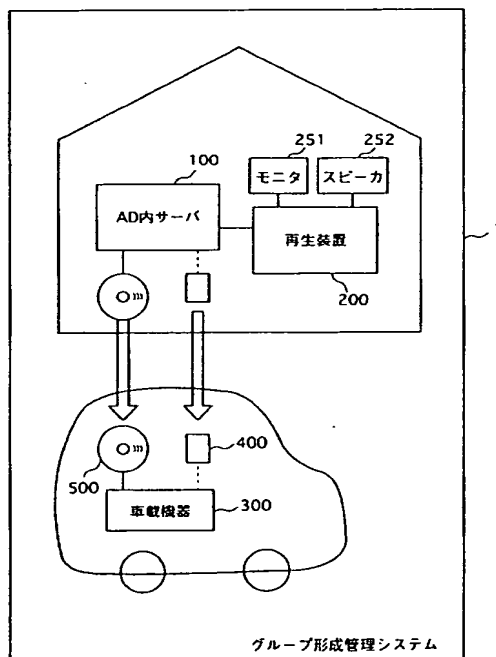 100
251
252
モニタ
スピーカ
AD内サーバ
再生装置
200
m
m
400
500
車載機器
300
グループ形成管理システム